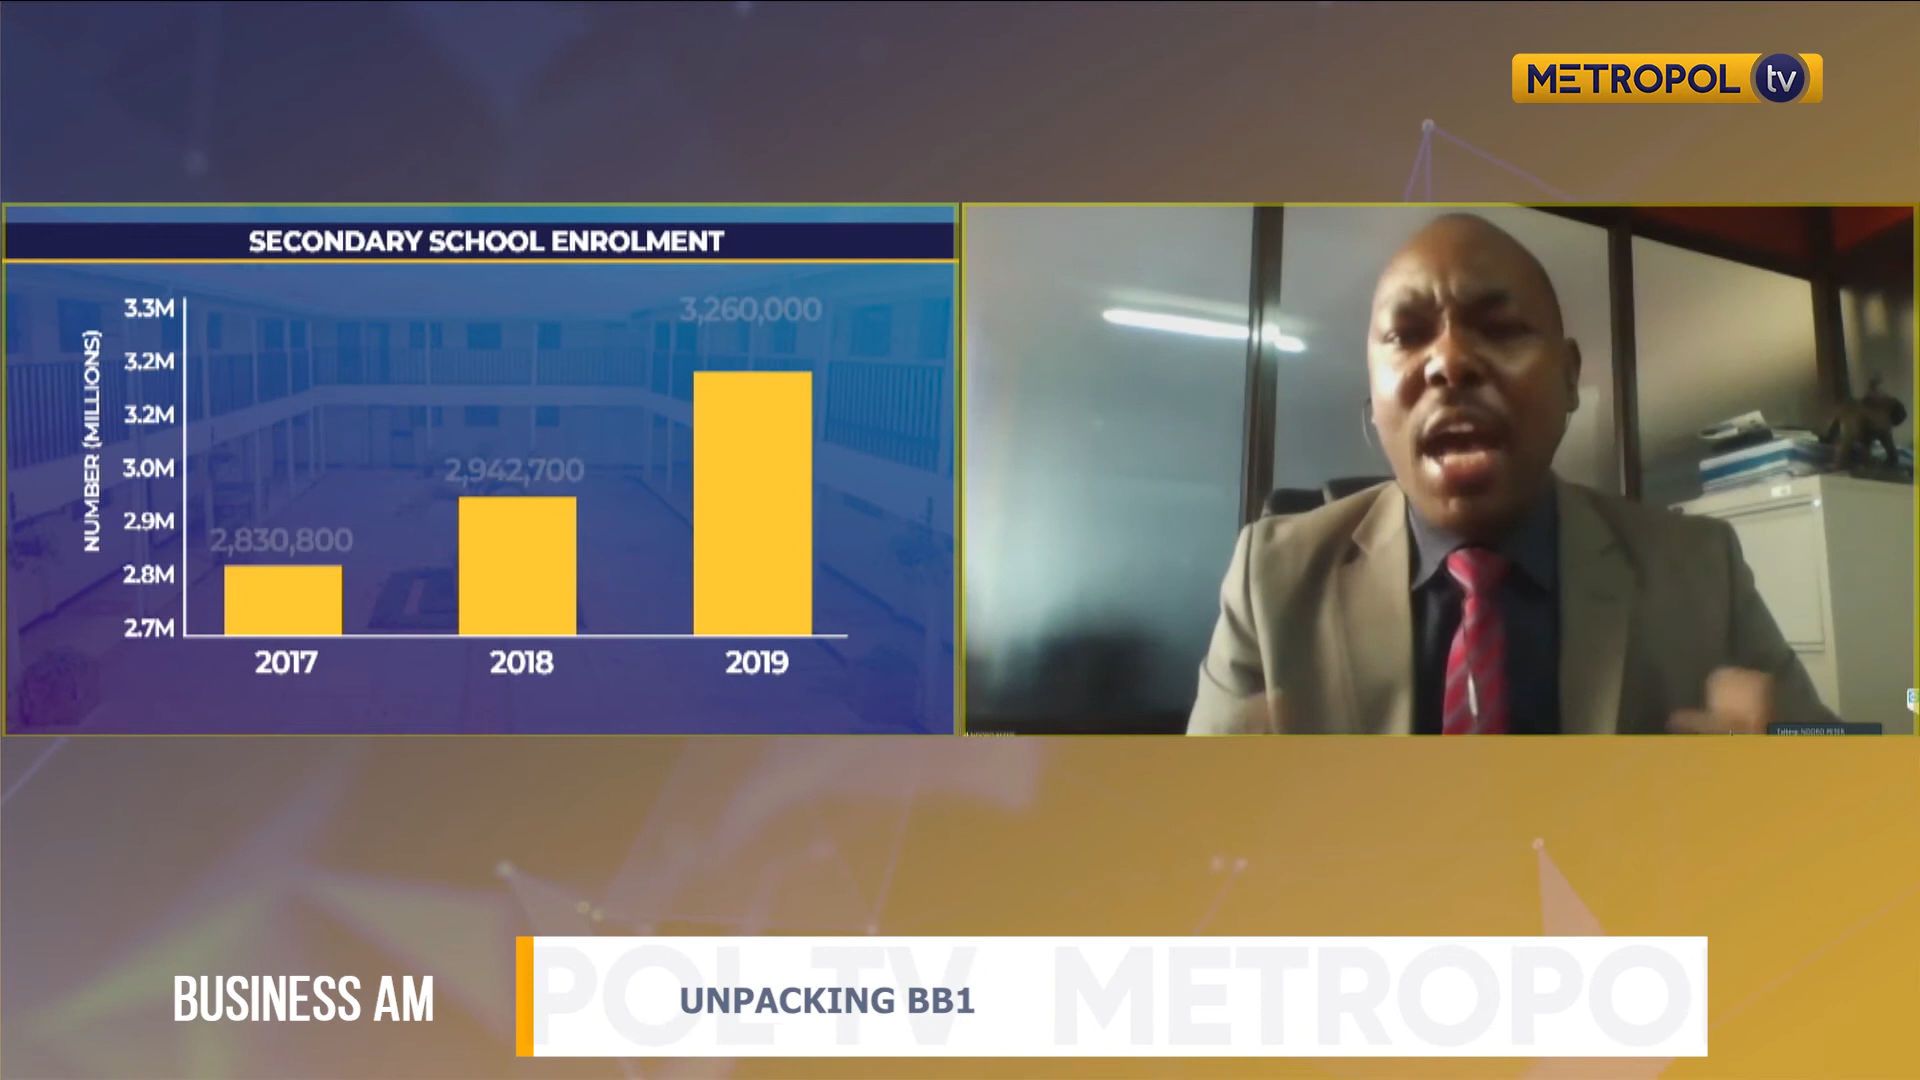 METROPOL tv
SECONDARY SCHOOL ENROLMENT
NUMBER (MILLIONS)
3.3M
3.2M
3.2M
3.0M
2.9M
2.8M
2.7M
2,830,800
2,942,700
3,260,000
2017
2018
2019
BUSINESS AM
POL TV METROPO
UNPACKING BB1